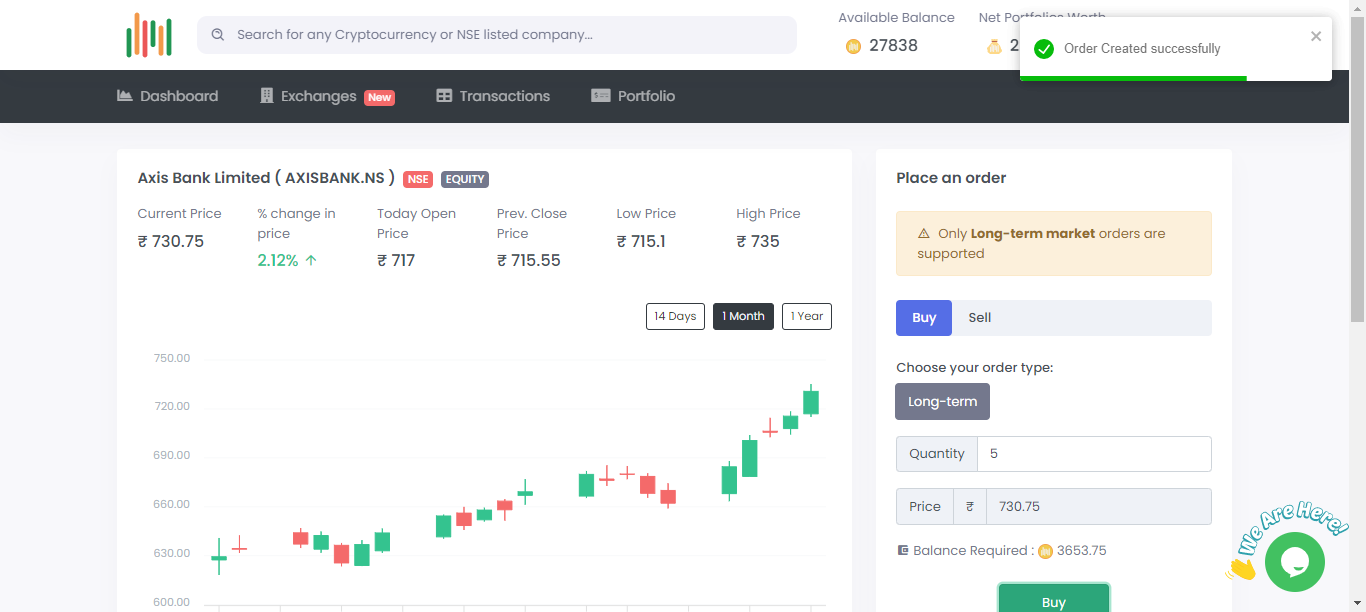 Search for any Cryptocurrency or NSE listed company...
Available Balance
27838
Net Portfolios Worth
2
Order Created successfully
Dashboard
Exchanges New
Transactions
Portfolio
Axis Bank Limited ( AXISBANK.NS ) NSE EQUITY
Current Price
₹ 730.75
% change in
price
2.12% ↑
Today Open
Price
₹ 717
Prev. Close
Price
₹ 715.55
Low Price
₹ 715.1
High Price
₹ 735
14 Days
1 Month
1 Year
750.00
720.00
690.00
660.00
630.00
600.00
Place an order
Only Long-term market orders are
supported
Buy
Sell
Choose your order type:
Long-term
Quantity 5
Price ₹ 730.75
Balance Required : 3653.75
Buy
We Are Here!